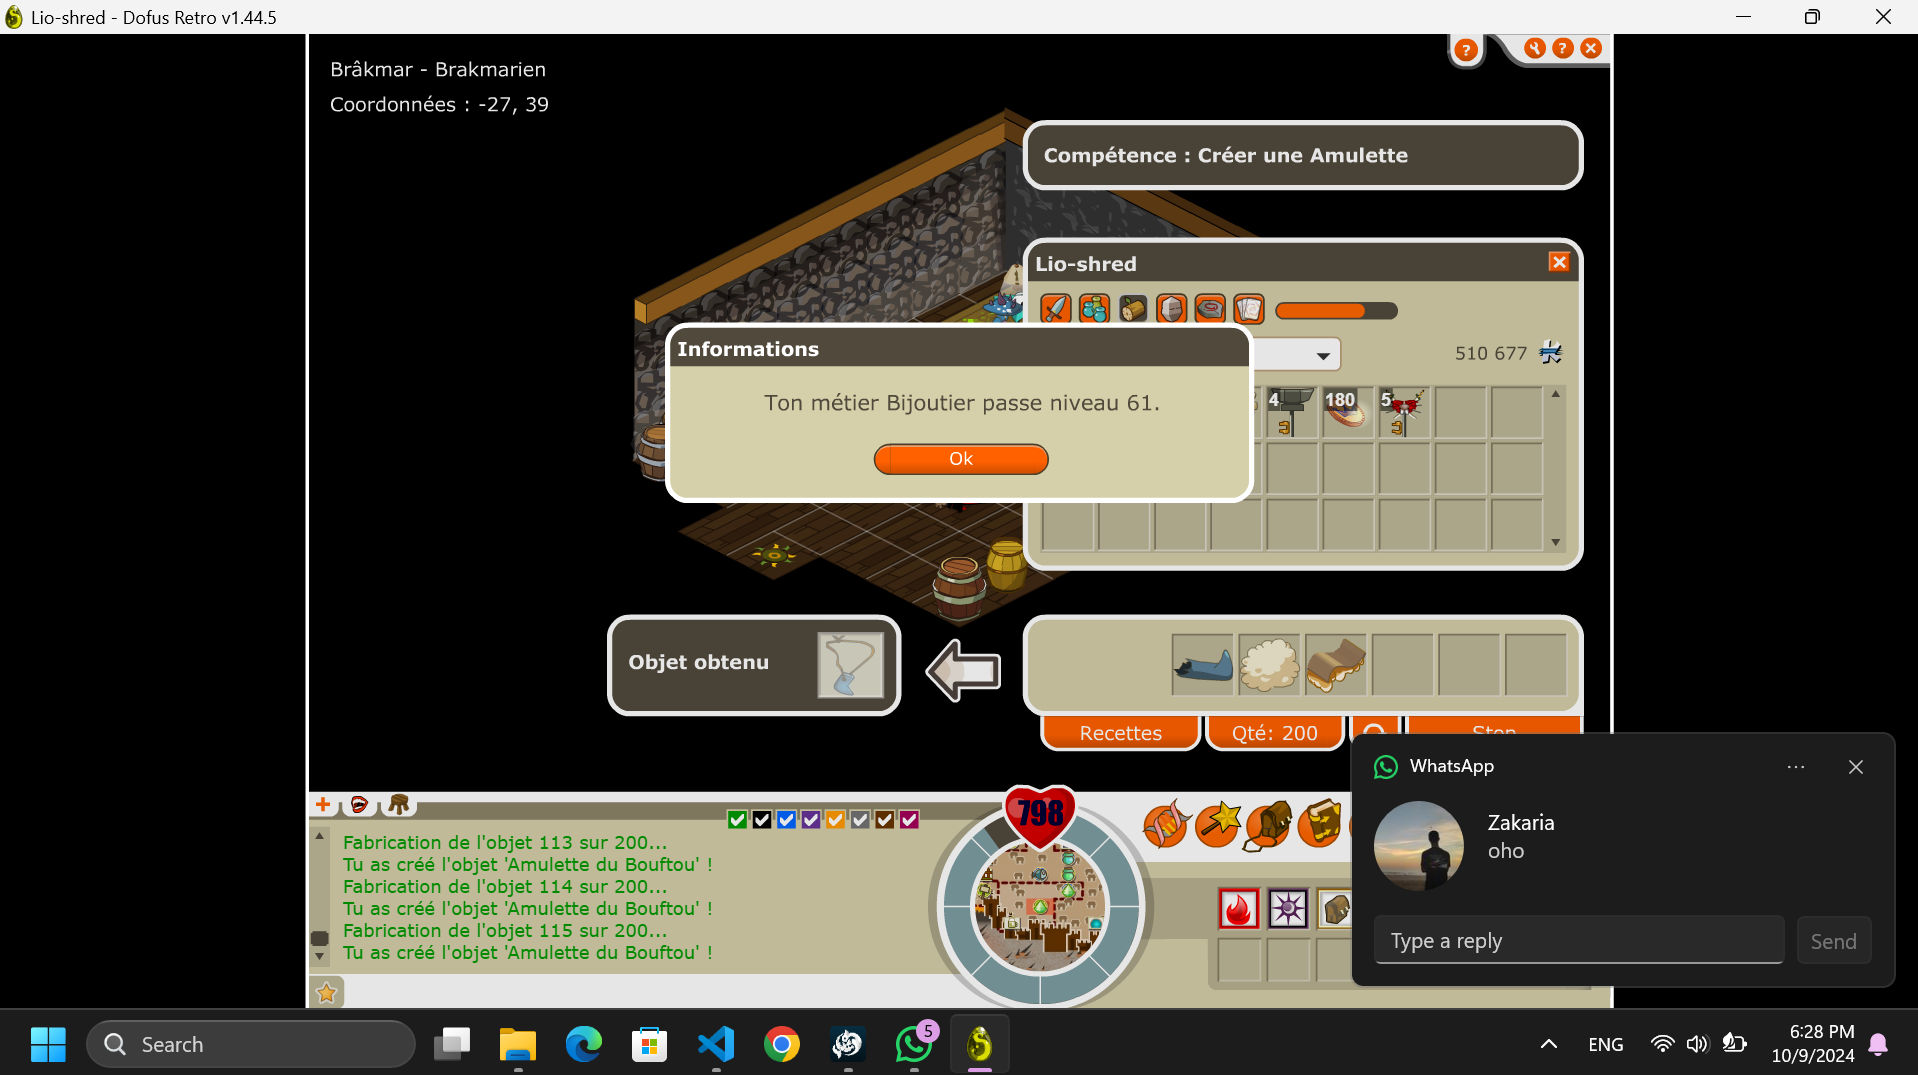 Lio-shred - Dofus Retro v1.44.5
Brâkmar - Brakmarien
Coordonnées : -27, 39
Compétence : Créer une Amulette
Lio-shred
510 677
4
180
5
Informations
Ton métier Bijoutier passe niveau 61.
Ok
Objet obtenu
Recettes
Qté: 200
Stop
798
Fabrication de l'objet 113 sur 200...
Tu as créé l'objet 'Amulette du Bouftou' !
Fabrication de l'objet 114 sur 200...
Tu as créé l'objet 'Amulette du Bouftou' !
Fabrication de l'objet 115 sur 200...
Tu as créé l'objet 'Amulette du Bouftou' !
WhatsApp
Zakaria
oho
Type a reply
Send
Search
5
ENG
6:28 PM
10/9/2024